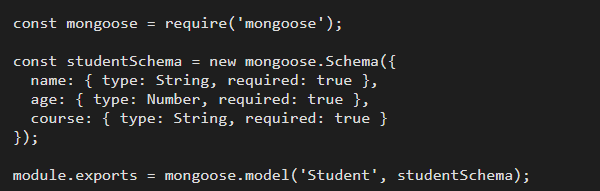 const mongoose = require('mongoose');
const studentSchema = new mongoose.Schema({
  name: { type: String, required: true },
  age: { type: Number, required: true },
  course: { type: String, required: true }
});
module.exports = mongoose.model('Student', studentSchema);